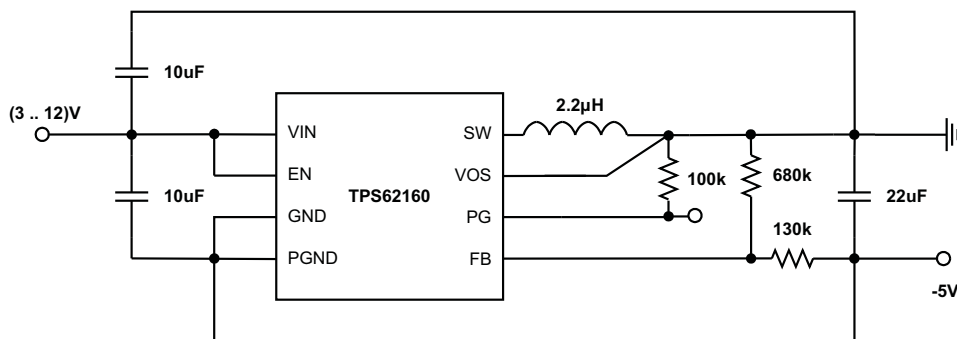 10uF
2.2µH
(3 .. 12)V
VIN
SW
EN
VOS
10uF
TPS62160
100k
680k
22uF
GND
PG
130k
PGND
FB
-5V